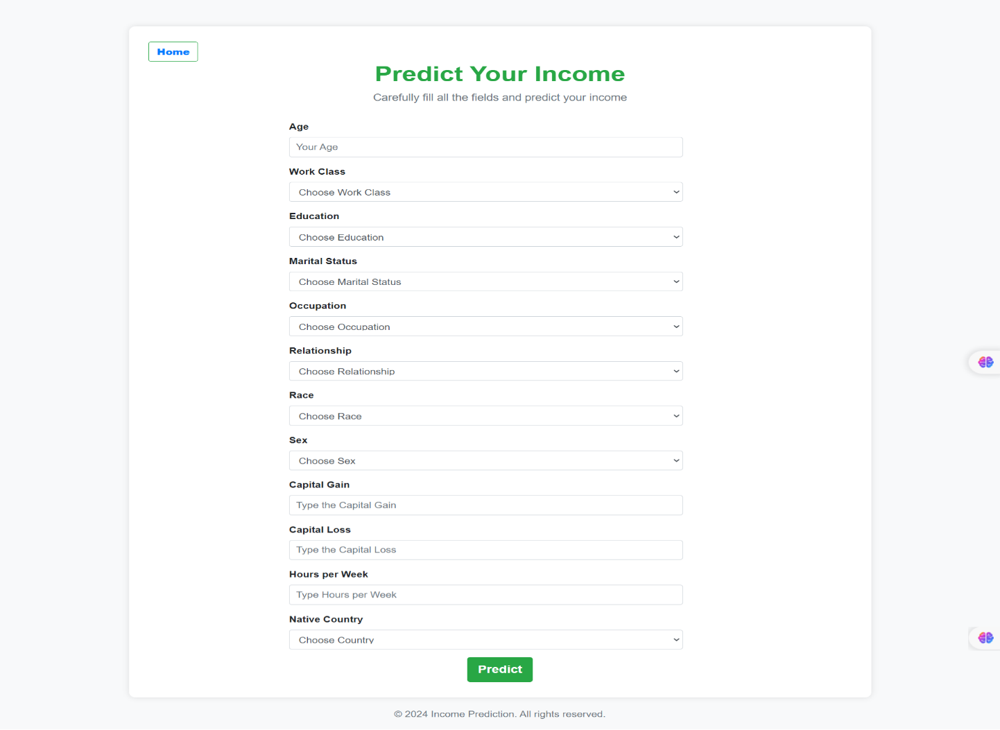 Home
Predict Your Income
Carefully fill all the fields and predict your income
Age
Your Age
Work Class
Choose Work Class
Education
Choose Education
Marital Status
Choose Marital Status
Occupation
Choose Occupation
Relationship
Choose Relationship
Race
Choose Race
Sex
Choose Sex
Capital Gain
Type the Capital Gain
Capital Loss
Type the Capital Loss
Hours per Week
Type Hours per Week
Native Country
Choose Country
Predict
© 2024 Income Prediction. All rights reserved.